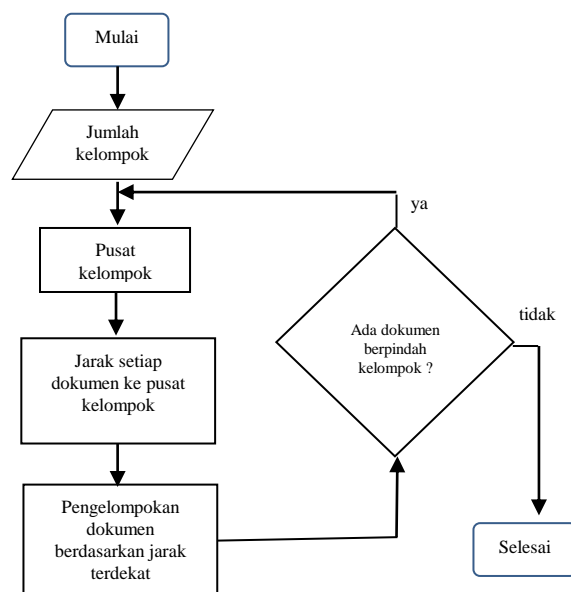 Mulai
Jumlah
kelompok
Pusat
kelompok
Jarak setiap
dokumen ke pusat
kelompok
Pengelompokan
dokumen
berdasarkan jarak
terdekat
Ada dokumen
berpindah
kelompok ?
ya
tidak
Selesai